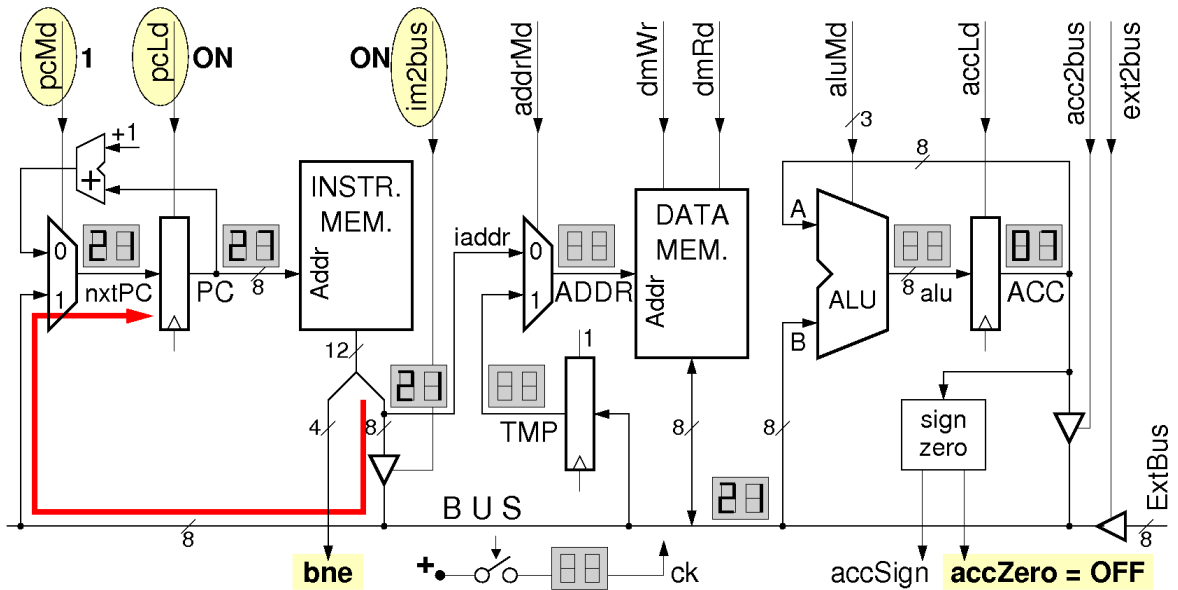 pcMd 1 pcLd ON ON im2bus addrMd dmWr dmRd aluMd accLd acc2bus ext2bus
+1 3 8
+
INSTR.
MEM.
Addr
DATA
MEM.
Addr
0 21 27 iaddr 0 A 07
1 nxtPC PC 8 1 ADDR ALU 8 alu ACC
B
12 1
21
4 8 TMP 8 8 sign
zero
ExtBus
21
BUS
8 8
bne + ck accSign accZero = OFF